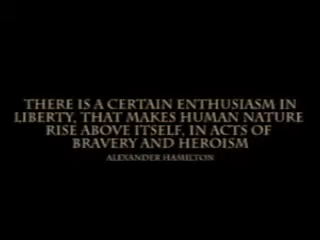 THERE IS A CERTAIN ENTHUSIASM IN
LIBERTY, THAT MAKES HUMAN NATURE
RISE ABOVE ITSELF, IN ACTS OF
BRAVERY AND HEROISM
ALEXANDER HAMILTON